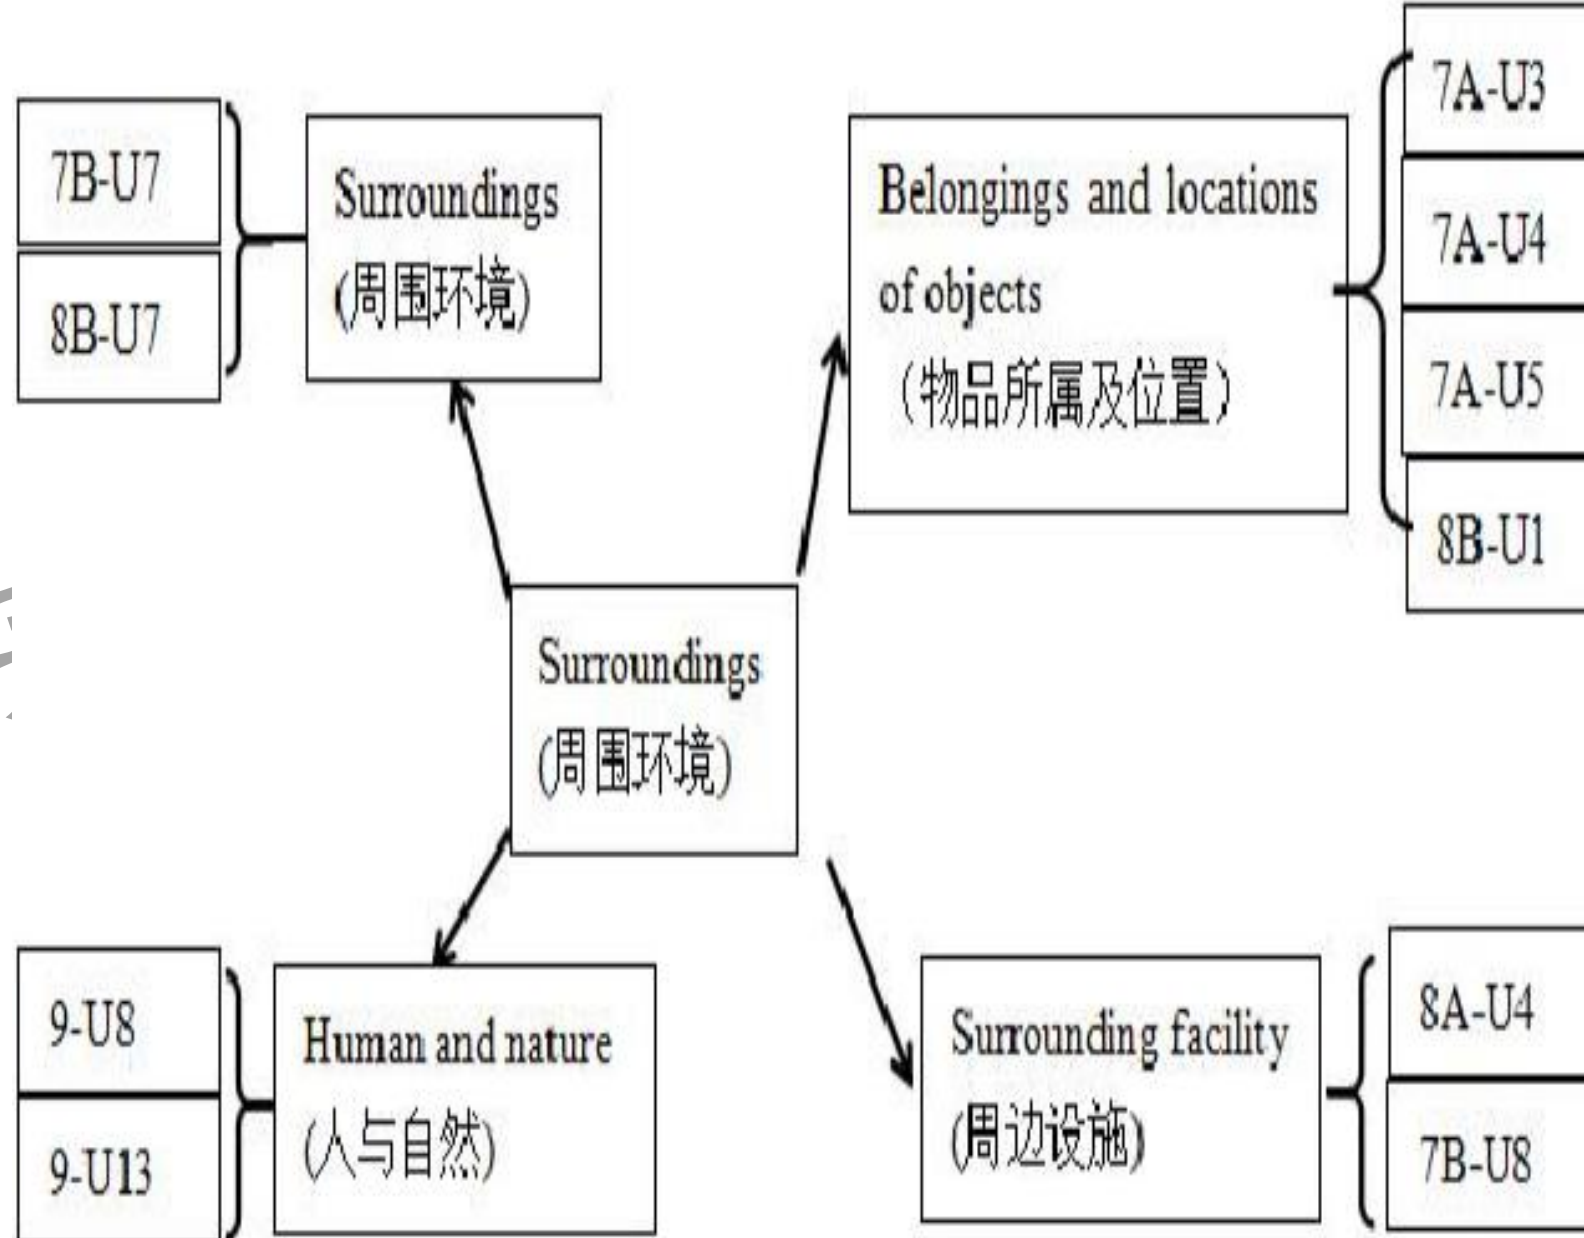 7B-U7
8B-U7
Surroundings
(周围环境)
Belongings and locations
of objects
（物品所属及位置）
7A-U3
7A-U4
7A-U5
8B-U1
Surroundings
(周围环境)
9-U8
9-U13
Human and nature
(人与自然)
Surrounding facility
(周边设施)
8A-U4
7B-U8